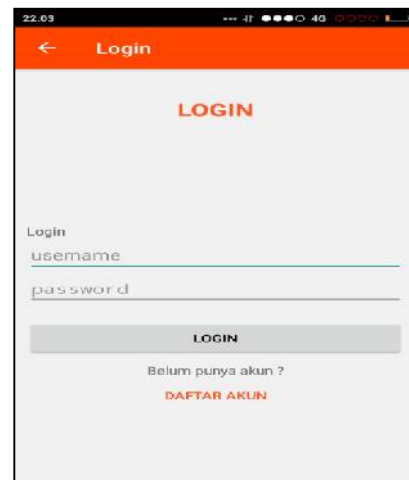 22.03 ... 4G
Login
LOGIN
Login
username
password
LOGIN
Belum punya akun ?
DAFTAR AKUN